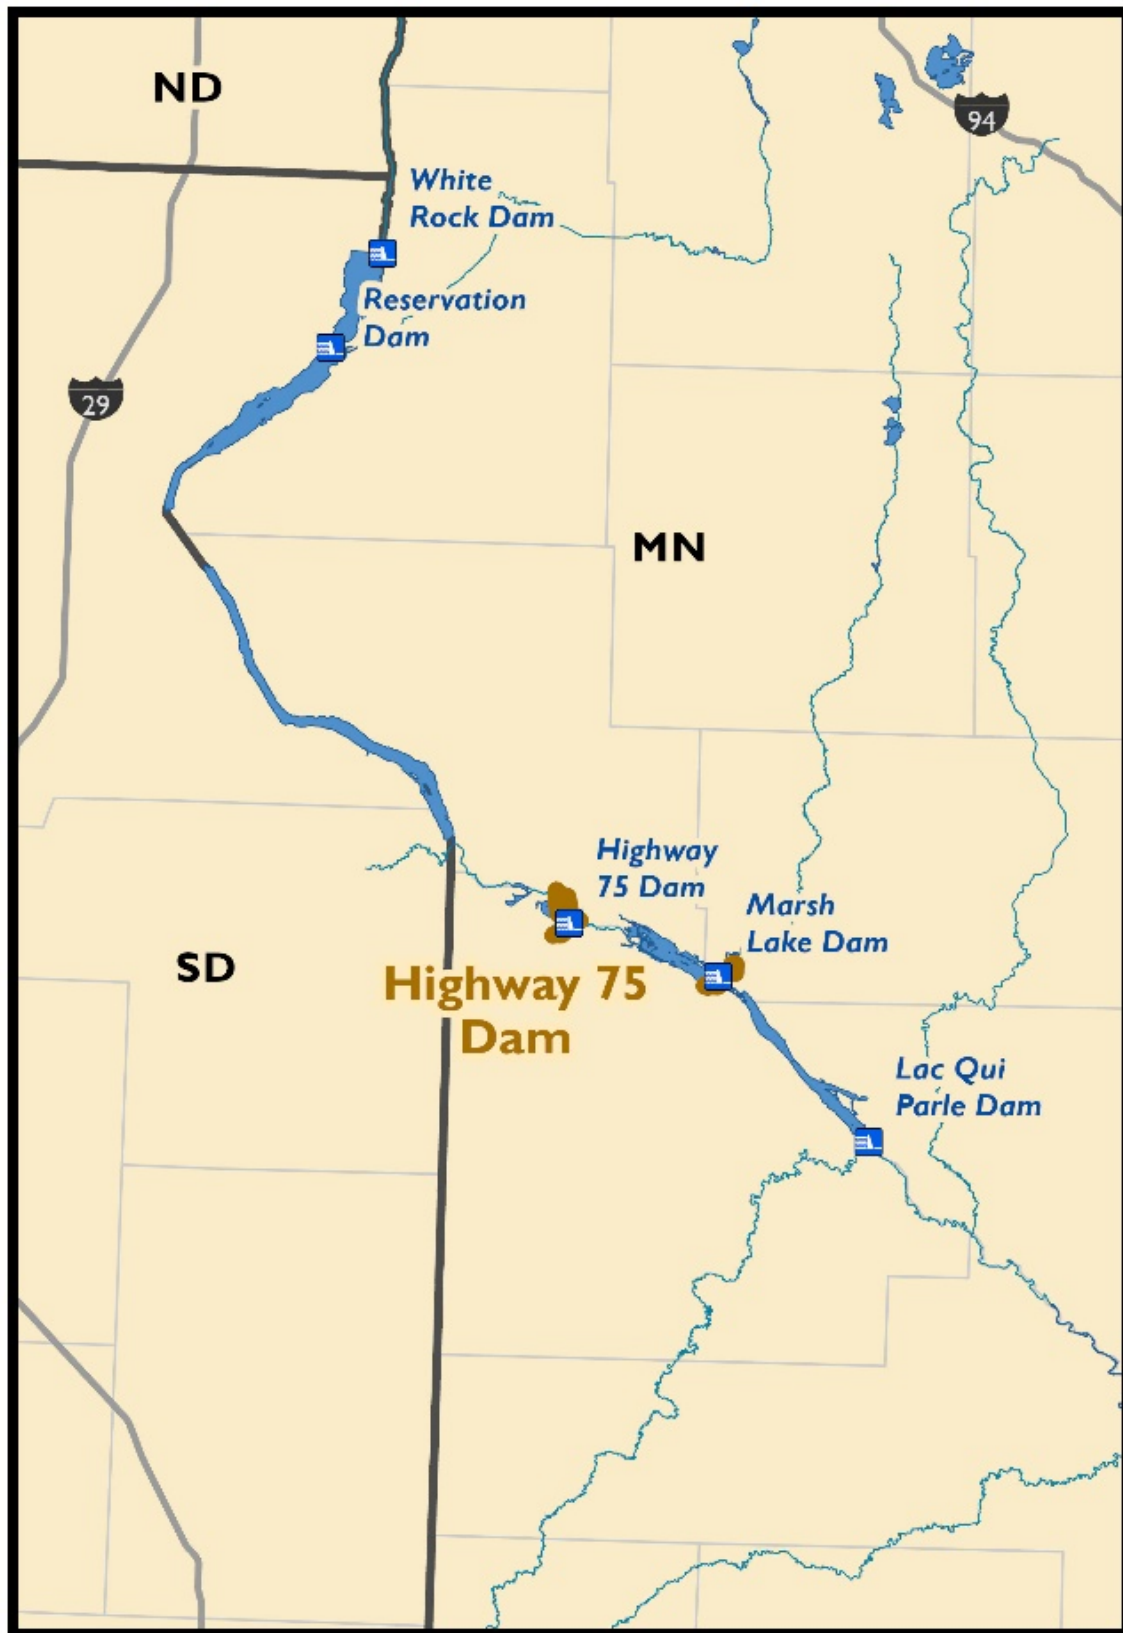 ND
94
White
Rock Dam
Reservation
Dam
29
MN
Highway
75 Dam
Marsh
Lake Dam
SD
Highway 75
Dam
Lac Qui
Parle Dam